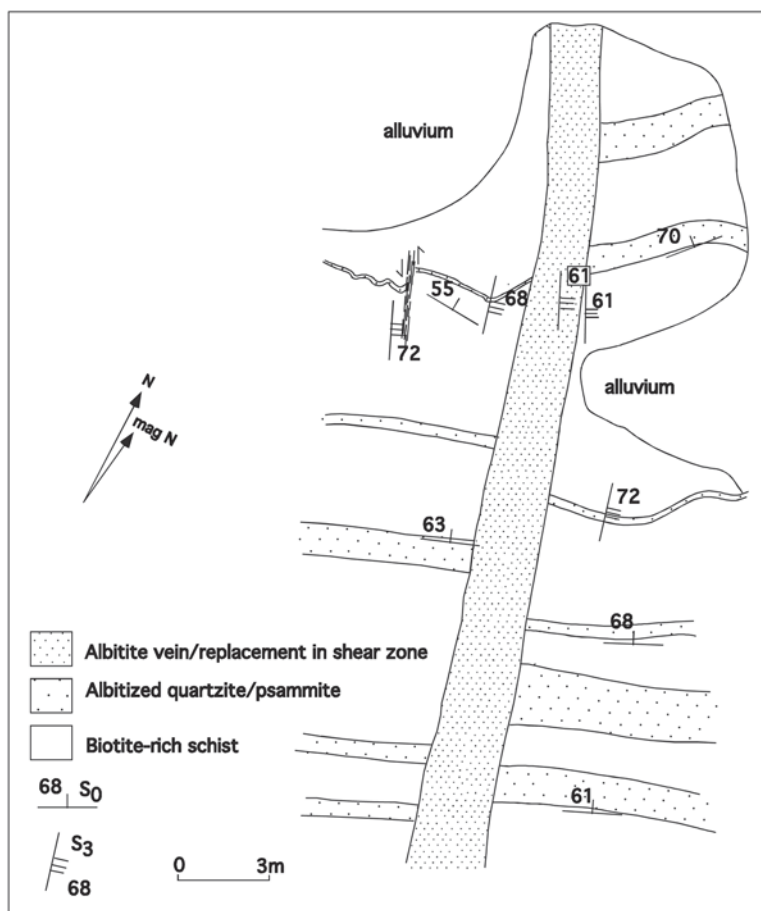 alluvium
70
61
55
68
61
72
alluvium
N
mag N
72
63
68
Albitite vein/replacement in shear zone
Albitized quartzite/psammite
Biotite-rich schist
68 S0
61
S3
68
0 3m